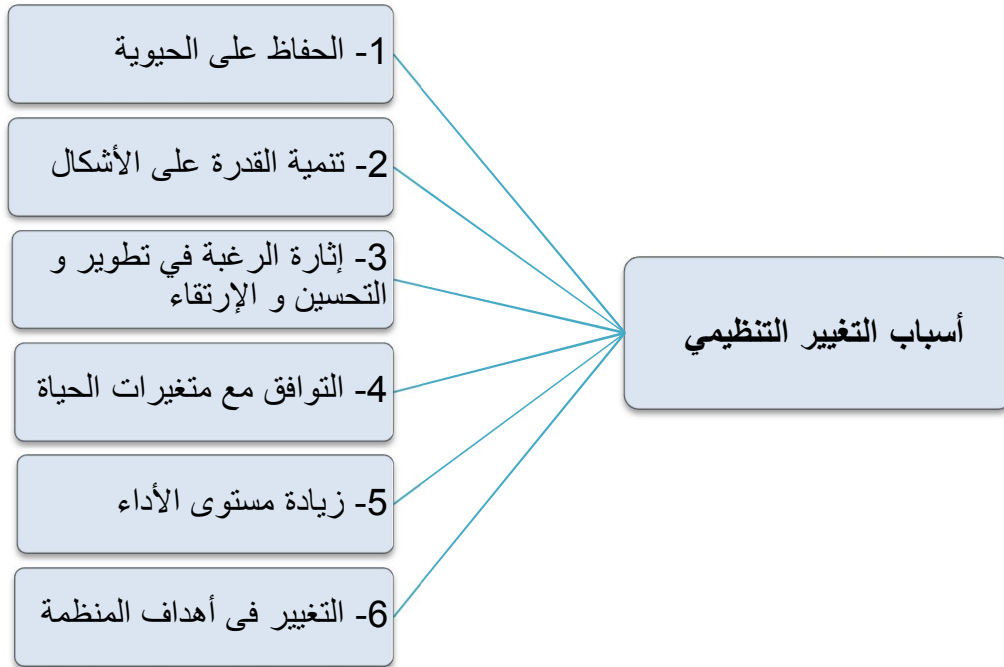 أسباب التغيير التنظيمي
1- الحفاظ على الحيوية
2- تنمية القدرة على الأشكال
3- إثارة الرغبة في تطوير و
التحسين و الإرتقاء
4- التوافق مع متغيرات الحياة
5- زيادة مستوى الأداء
6- التغيير فى أهداف المنظمة